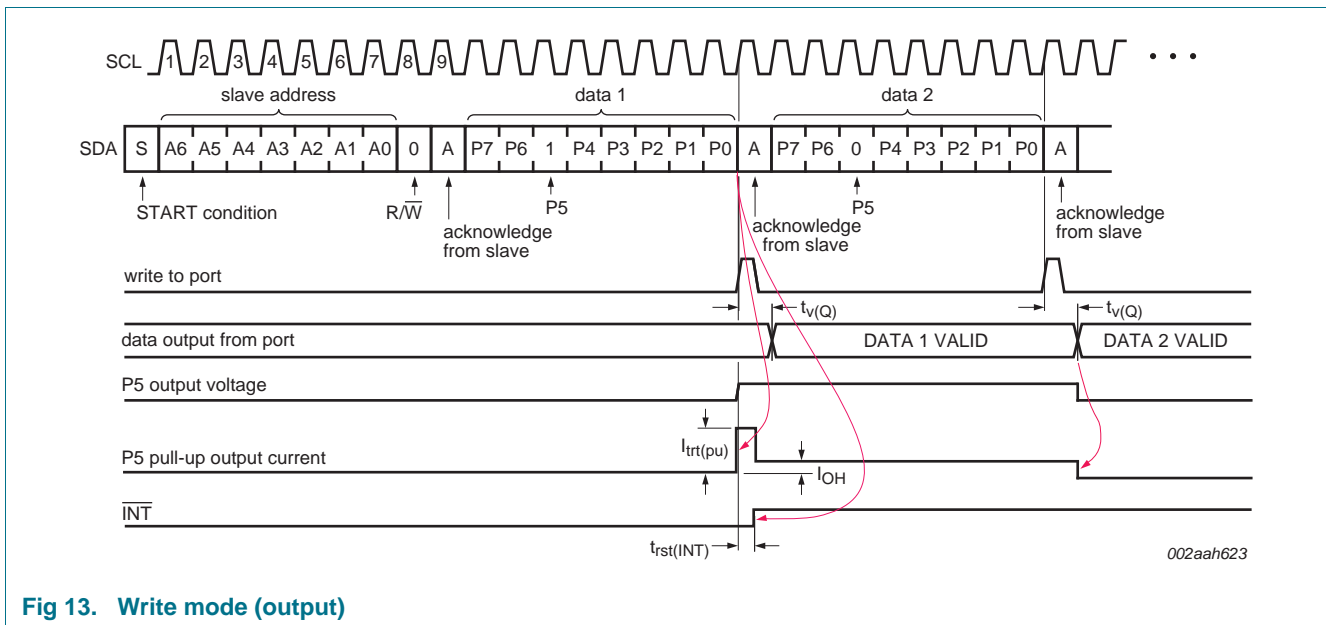 SCL 1 2 3 4 5 6 7 8 9
slave address data 1 data 2
SDA S A6 A5 A4 A3 A2 A1 A0 0 A P7 P6 1 P4 P3 P2 P1 P0 A P7 P6 0 P4 P3 P2 P1 P0 A
START condition R/W̅ P5 P5
acknowledge from slave
acknowledge from slave
acknowledge from slave
write to port
tv(Q) tv(Q)
data output from port DATA 1 VALID DATA 2 VALID
P5 output voltage
Itrt(pu)
P5 pull-up output current
IOH
I̅N̅T̅
trst(INT)
002aah623
Fig 13. Write mode (output)